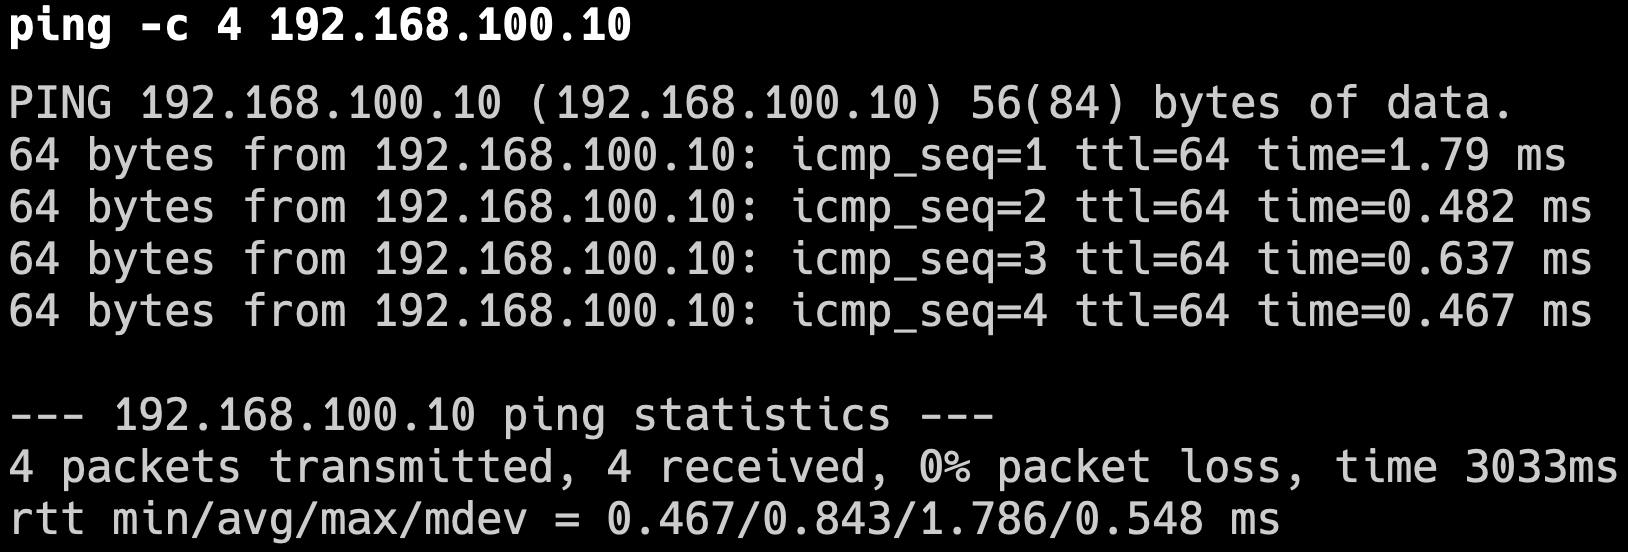 ping -c 4 192.168.100.10
PING 192.168.100.10 (192.168.100.10) 56(84) bytes of data.
64 bytes from 192.168.100.10: icmp_seq=1 ttl=64 time=1.79 ms
64 bytes from 192.168.100.10: icmp_seq=2 ttl=64 time=0.482 ms
64 bytes from 192.168.100.10: icmp_seq=3 ttl=64 time=0.637 ms
64 bytes from 192.168.100.10: icmp_seq=4 ttl=64 time=0.467 ms
--- 192.168.100.10 ping statistics ---
4 packets transmitted, 4 received, 0% packet loss, time 3033ms
rtt min/avg/max/mdev = 0.467/0.843/1.786/0.548 ms